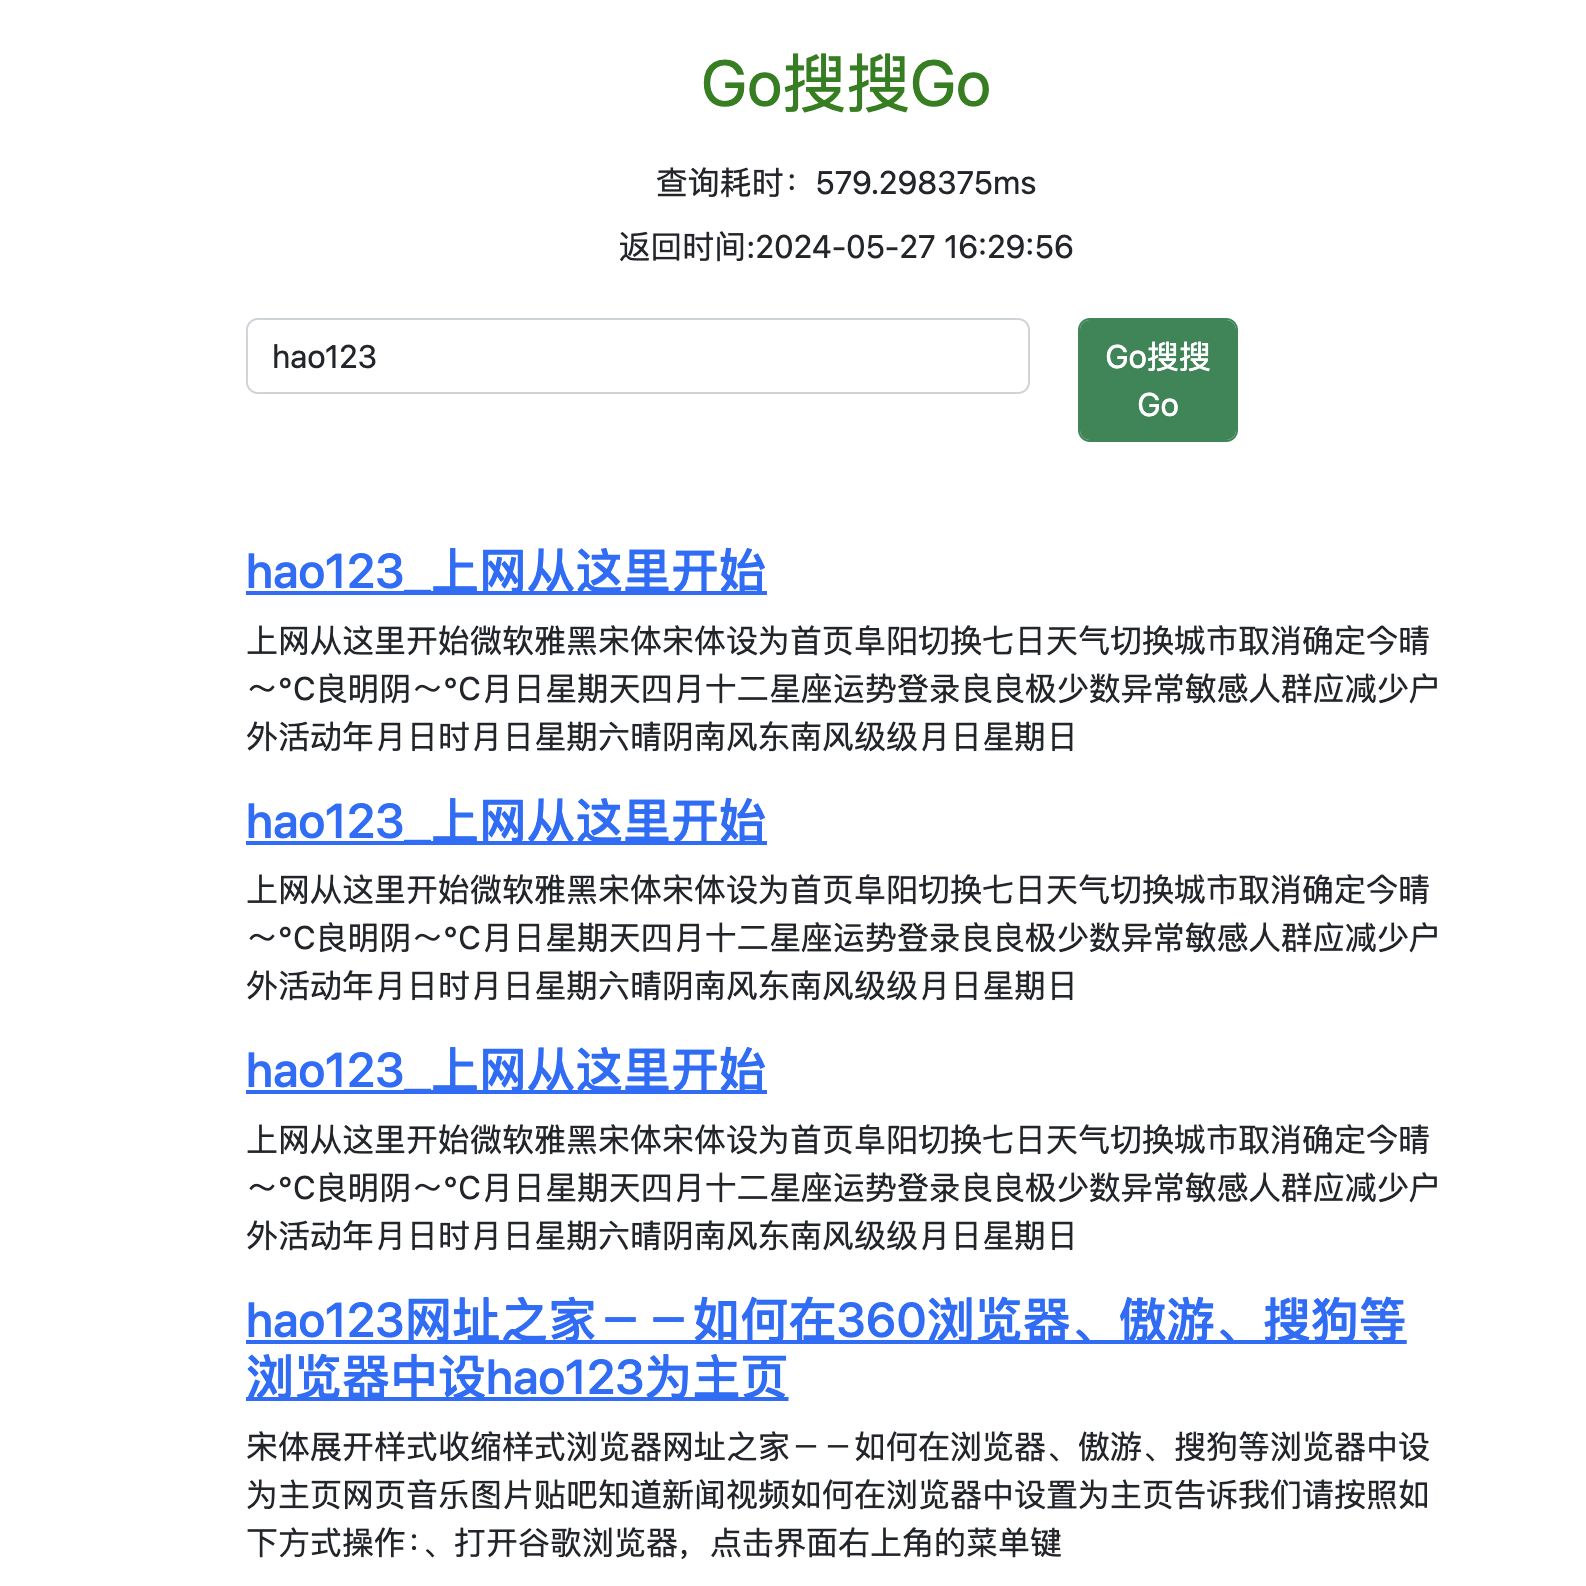 Go搜搜Go
查询耗时：579.298375ms
返回时间:2024-05-27 16:29:56
hao123
Go搜搜
Go
hao123_上网从这里开始
上网从这里开始微软雅黑宋体宋体设为首页阜阳切换七日天气切换城市取消确定今晴
～℃良明阴～℃月日星期天四月十二星座运势登录良良极少数异常敏感人群应减少户
外活动年月日时月日星期六晴阴南风东南风级级月日星期日
hao123_上网从这里开始
上网从这里开始微软雅黑宋体宋体设为首页阜阳切换七日天气切换城市取消确定今晴
～℃良明阴～℃月日星期天四月十二星座运势登录良良极少数异常敏感人群应减少户
外活动年月日时月日星期六晴阴南风东南风级级月日星期日
hao123_上网从这里开始
上网从这里开始微软雅黑宋体宋体设为首页阜阳切换七日天气切换城市取消确定今晴
～℃良明阴～℃月日星期天四月十二星座运势登录良良极少数异常敏感人群应减少户
外活动年月日时月日星期六晴阴南风东南风级级月日星期日
hao123网址之家－－如何在360浏览器、傲游、搜狗等
浏览器中设hao123为主页
宋体展开样式收缩样式浏览器网址之家－－如何在浏览器、傲游、搜狗等浏览器中设
为主页网页音乐图片贴吧知道新闻视频如何在浏览器中设置为主页告诉我们请按照如
下方式操作：、打开谷歌浏览器，点击界面右上角的菜单键